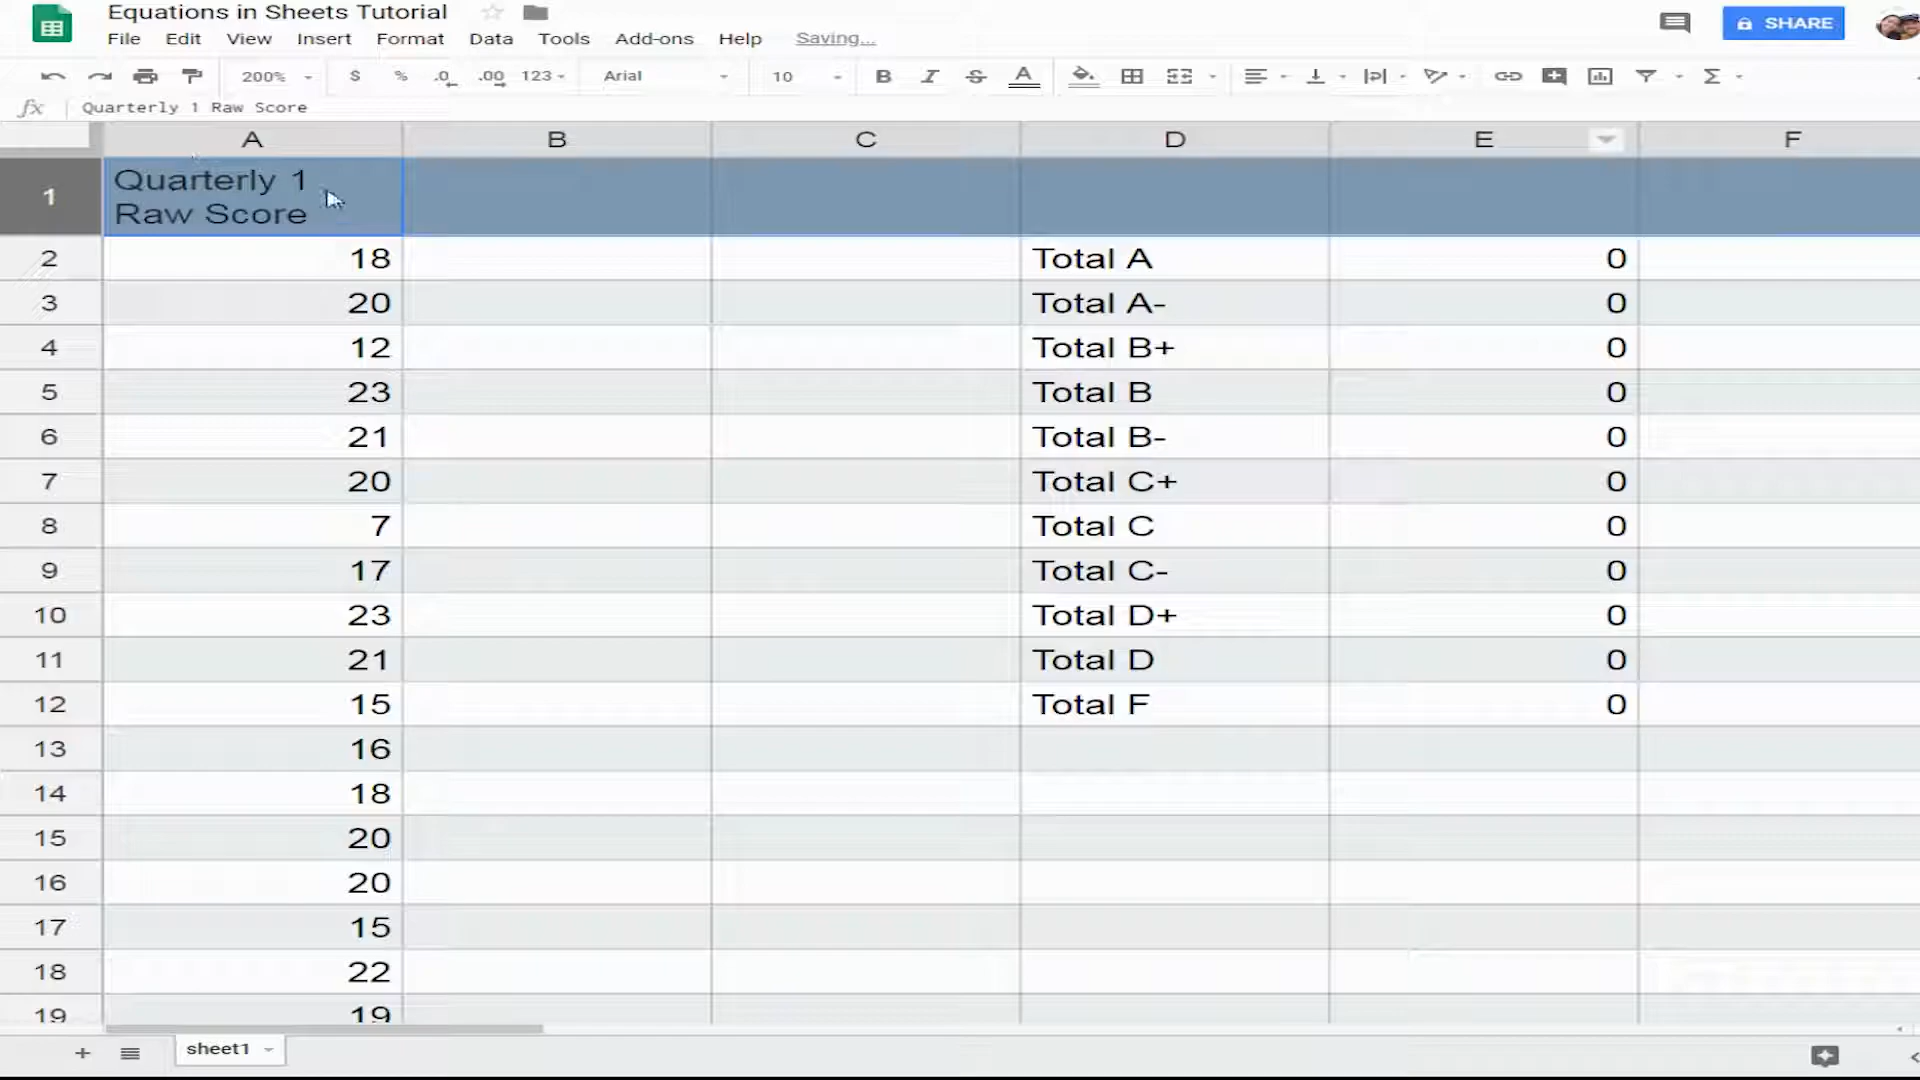 Equations in Sheets Tutorial
File Edit View Insert Format Data Tools Add-ons Help Saving...
SHARE
200% $ % .0 .00 123 Arial 10 B I S A Σ
fx Quarterly 1 Raw Score
A B C D E F
1 Quarterly 1
Raw Score
2 18 Total A 0
3 20 Total A- 0
4 12 Total B+ 0
5 23 Total B 0
6 21 Total B- 0
7 20 Total C+ 0
8 7 Total C 0
9 17 Total C- 0
10 23 Total D+ 0
11 21 Total D 0
12 15 Total F 0
13 16
14 18
15 20
16 20
17 15
18 22
19 19
sheet1